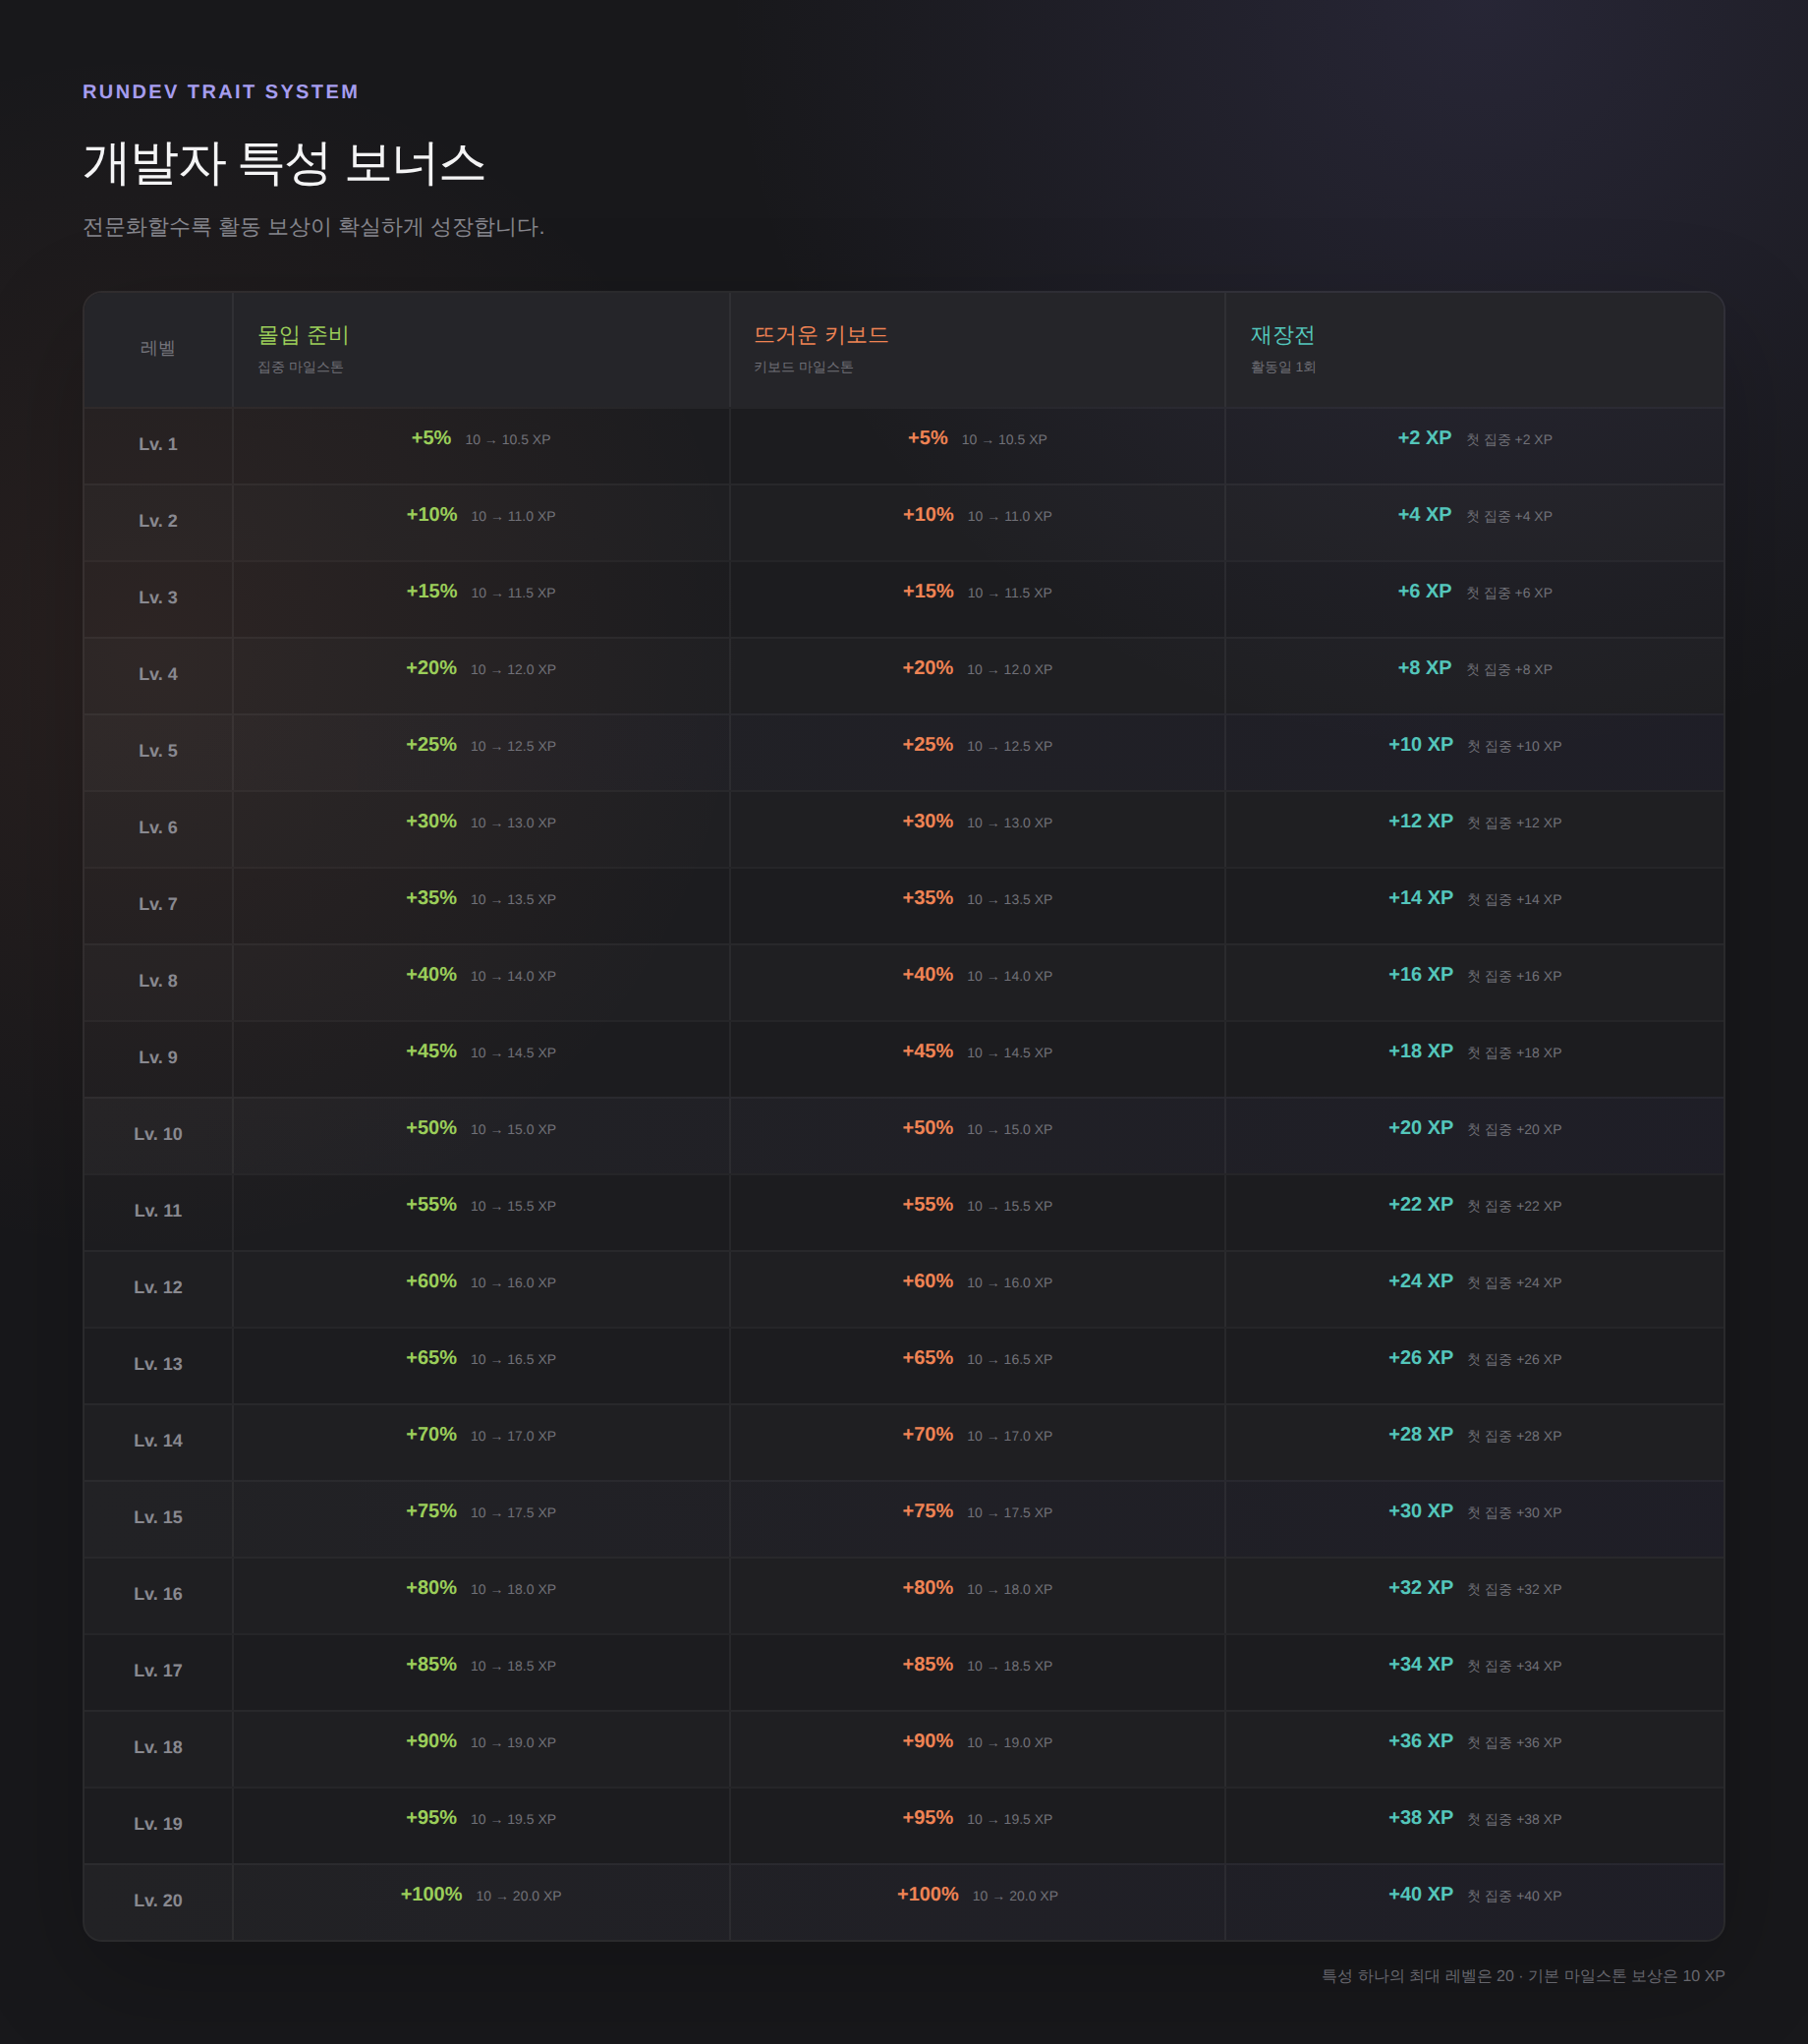 RUNDEV TRAIT SYSTEM
개발자 특성 보너스
전문화할수록 활동 보상이 확실하게 성장합니다.
레벨 몰입 준비 뜨거운 키보드 재장전
집중 마일스톤 키보드 마일스톤 활동일 1회
Lv. 1 +5% 10 → 10.5 XP +5% 10 → 10.5 XP +2 XP 첫 집중 +2 XP
Lv. 2 +10% 10 → 11.0 XP +10% 10 → 11.0 XP +4 XP 첫 집중 +4 XP
Lv. 3 +15% 10 → 11.5 XP +15% 10 → 11.5 XP +6 XP 첫 집중 +6 XP
Lv. 4 +20% 10 → 12.0 XP +20% 10 → 12.0 XP +8 XP 첫 집중 +8 XP
Lv. 5 +25% 10 → 12.5 XP +25% 10 → 12.5 XP +10 XP 첫 집중 +10 XP
Lv. 6 +30% 10 → 13.0 XP +30% 10 → 13.0 XP +12 XP 첫 집중 +12 XP
Lv. 7 +35% 10 → 13.5 XP +35% 10 → 13.5 XP +14 XP 첫 집중 +14 XP
Lv. 8 +40% 10 → 14.0 XP +40% 10 → 14.0 XP +16 XP 첫 집중 +16 XP
Lv. 9 +45% 10 → 14.5 XP +45% 10 → 14.5 XP +18 XP 첫 집중 +18 XP
Lv. 10 +50% 10 → 15.0 XP +50% 10 → 15.0 XP +20 XP 첫 집중 +20 XP
Lv. 11 +55% 10 → 15.5 XP +55% 10 → 15.5 XP +22 XP 첫 집중 +22 XP
Lv. 12 +60% 10 → 16.0 XP +60% 10 → 16.0 XP +24 XP 첫 집중 +24 XP
Lv. 13 +65% 10 → 16.5 XP +65% 10 → 16.5 XP +26 XP 첫 집중 +26 XP
Lv. 14 +70% 10 → 17.0 XP +70% 10 → 17.0 XP +28 XP 첫 집중 +28 XP
Lv. 15 +75% 10 → 17.5 XP +75% 10 → 17.5 XP +30 XP 첫 집중 +30 XP
Lv. 16 +80% 10 → 18.0 XP +80% 10 → 18.0 XP +32 XP 첫 집중 +32 XP
Lv. 17 +85% 10 → 18.5 XP +85% 10 → 18.5 XP +34 XP 첫 집중 +34 XP
Lv. 18 +90% 10 → 19.0 XP +90% 10 → 19.0 XP +36 XP 첫 집중 +36 XP
Lv. 19 +95% 10 → 19.5 XP +95% 10 → 19.5 XP +38 XP 첫 집중 +38 XP
Lv. 20 +100% 10 → 20.0 XP +100% 10 → 20.0 XP +40 XP 첫 집중 +40 XP
특성 하나의 최대 레벨은 20 · 기본 마일스톤 보상은 10 XP